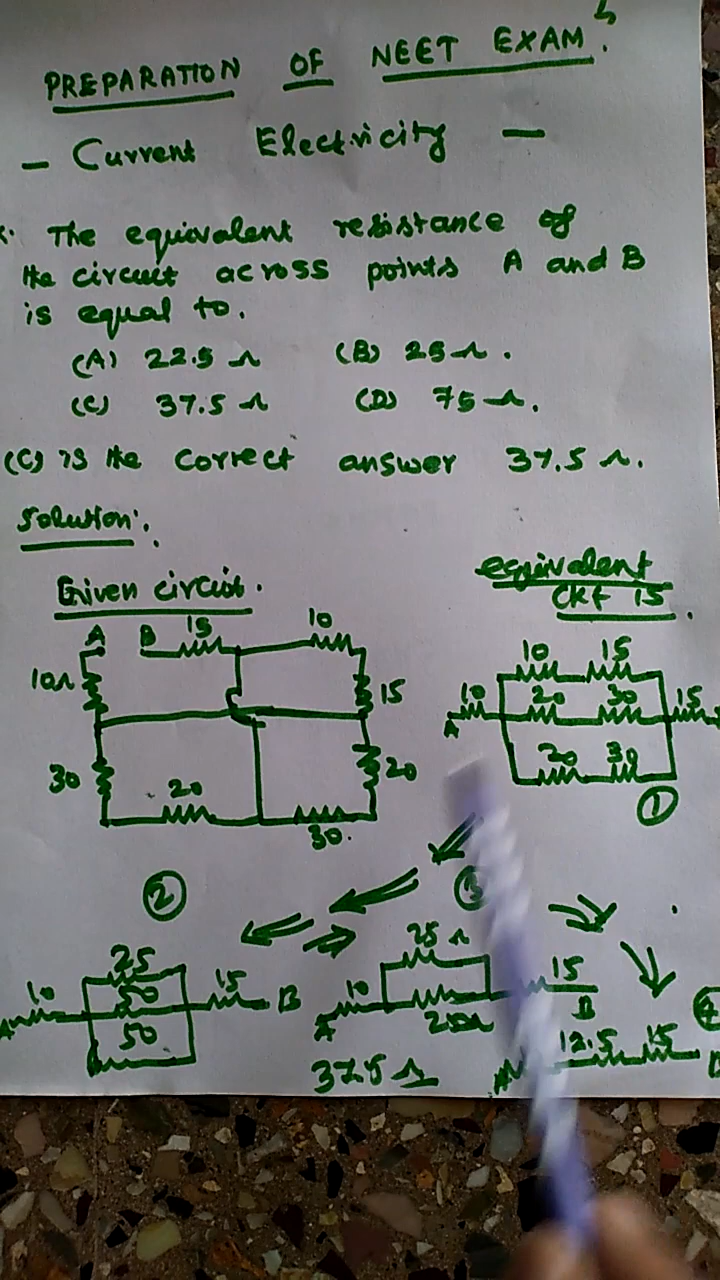 PREPARATION OF NEET EXAM.
- Current Electricity -
The equivalent resistance of
the circuit across points A and B
is equal to.
(A) 22.5 Ω (B) 25 Ω.
(C) 37.5 Ω (D) 75 Ω.
(C) is the correct answer 37.5 Ω.
Solution:.
Given circuit.
equivalent
ckt is.
A B 15 10
10Ω 15
30 20 20
30.
10 15
10 20 30 15
A
20 30
1
2
3
25
10 50 15 B
A 50
25 Ω
10 15
A 25Ω B
37.5 Ω
4
A 12.5 15